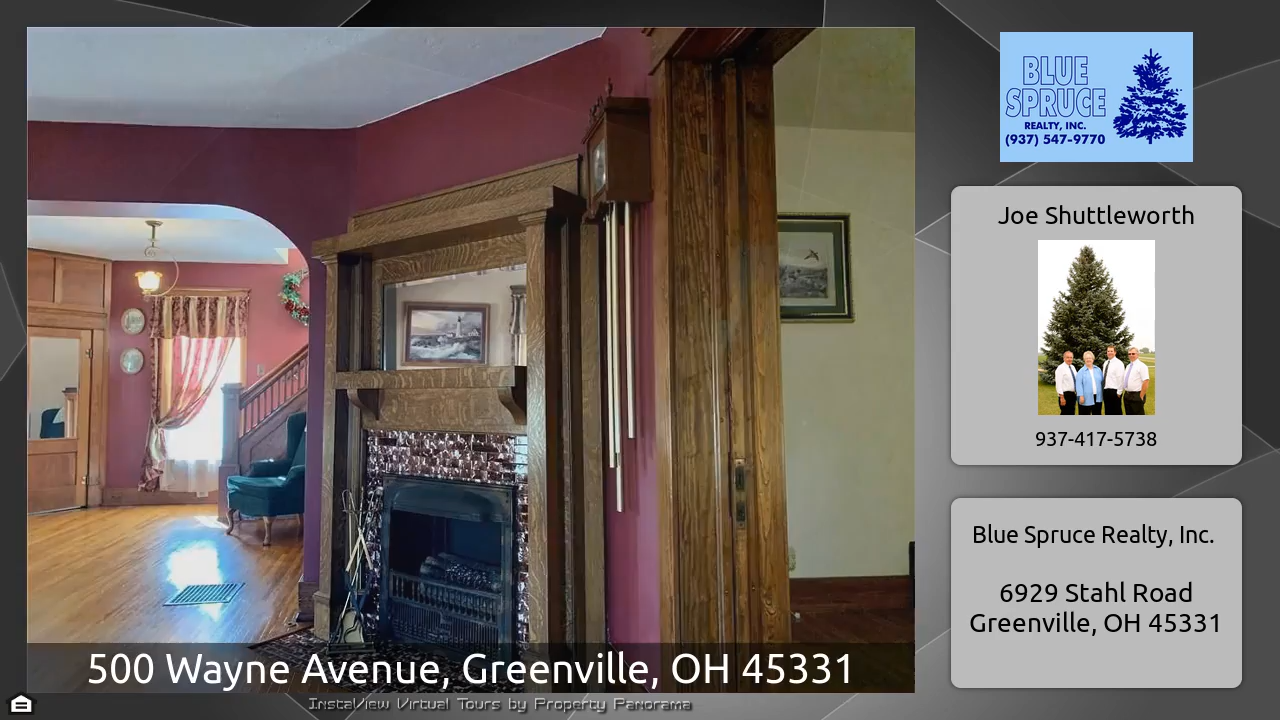 BLUE
SPRUCE
REALTY, INC.
(937) 547-9770
Joe Shuttleworth
937-417-5738
Blue Spruce Realty, Inc.
6929 Stahl Road
Greenville, OH 45331
500 Wayne Avenue, Greenville, OH 45331
InstaView Virtual Tours by Property Panorama